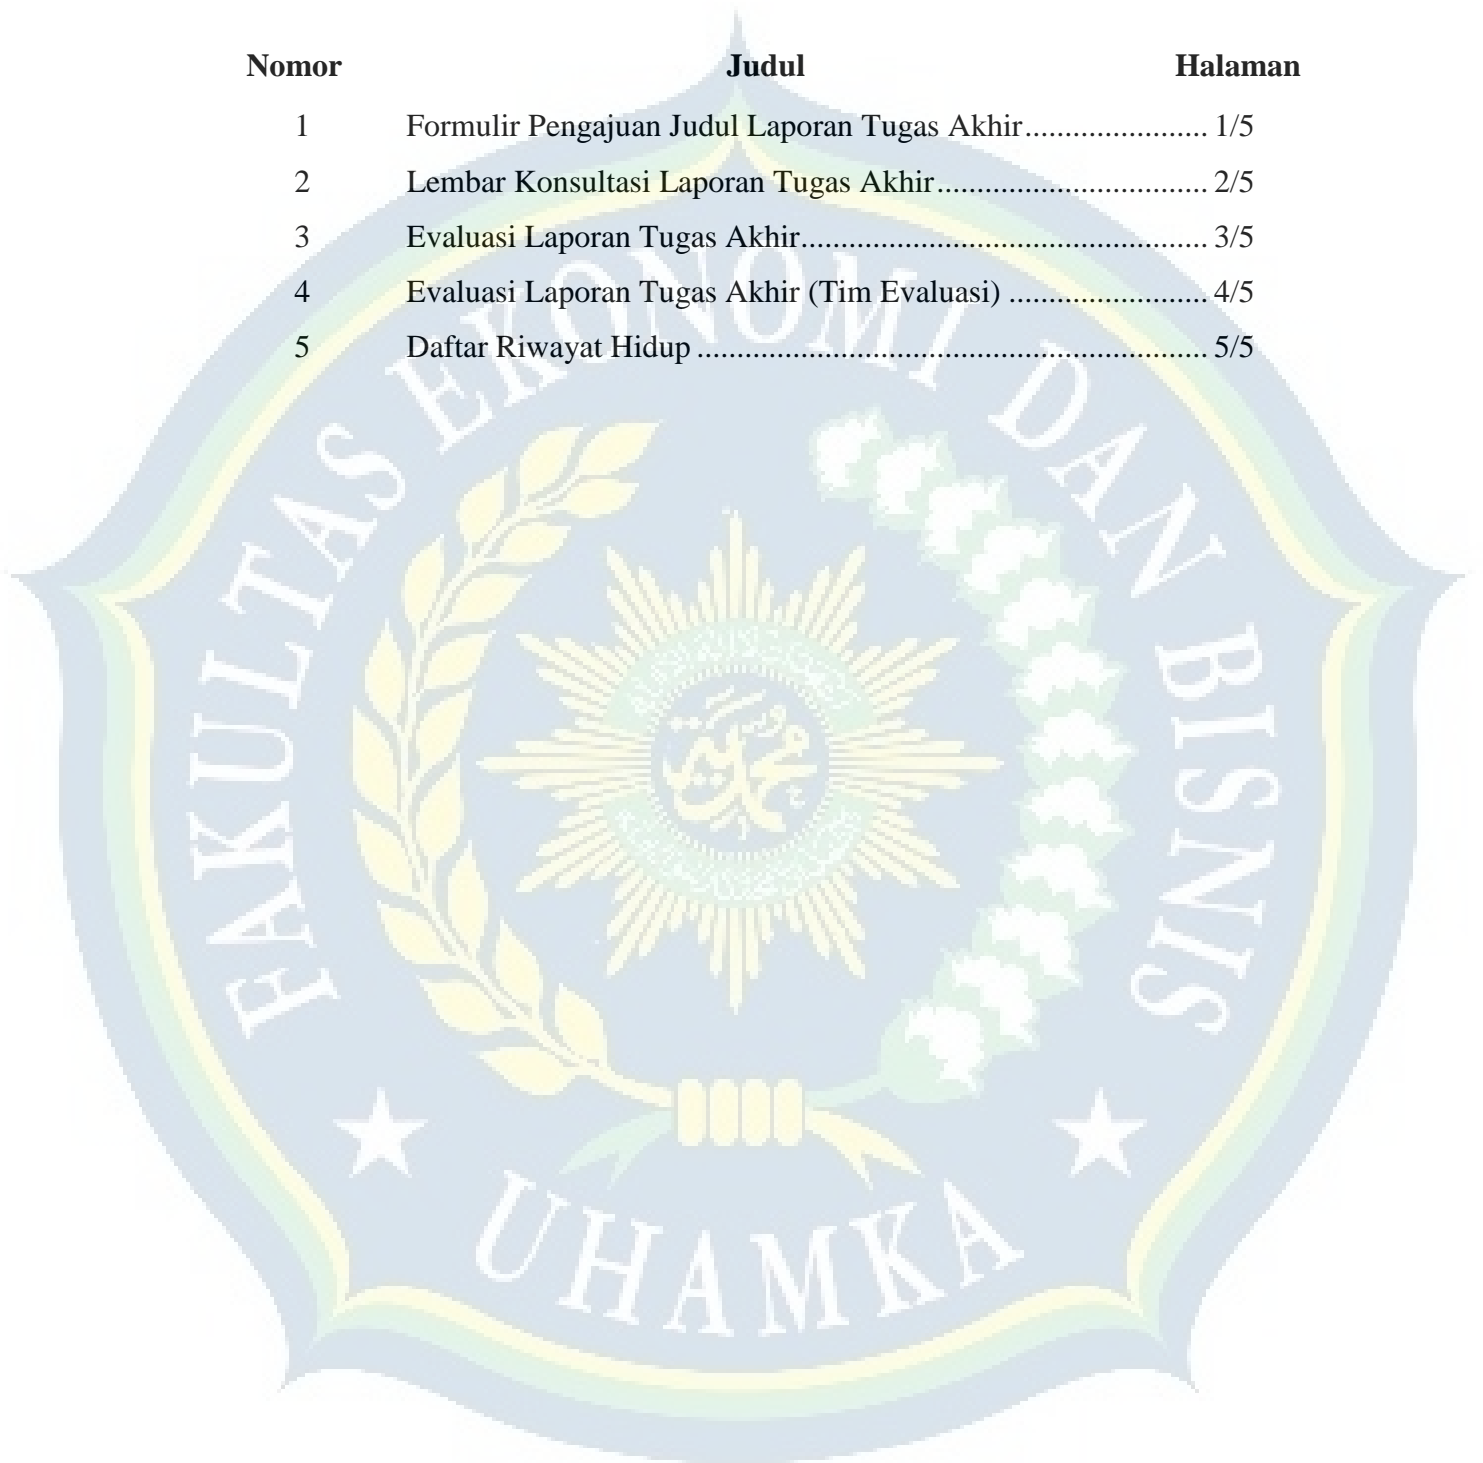 Nomor Judul Halaman
1 Formulir Pengajuan Judul Laporan Tugas Akhir...................... 1/5
2 Lembar Konsultasi Laporan Tugas Akhir................................. 2/5
3 Evaluasi Laporan Tugas Akhir................................................. 3/5
4 Evaluasi Laporan Tugas Akhir (Tim Evaluasi) ........................ 4/5
5 Daftar Riwayat Hidup .............................................................. 5/5
FAKULTAS EKONOMI DAN BISNIS
UHAMKA